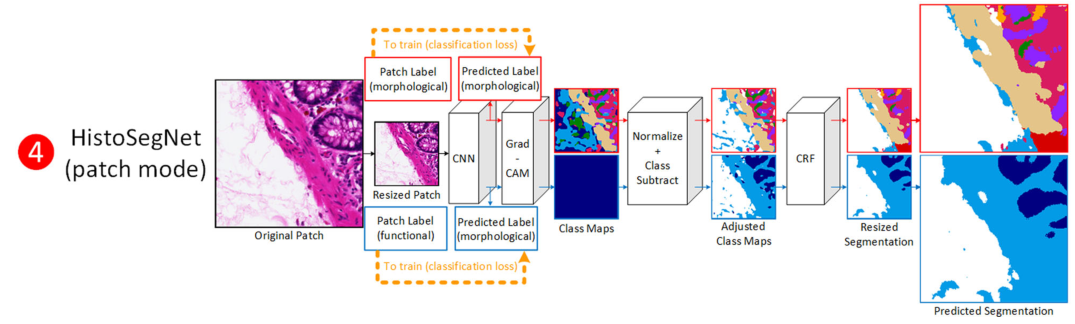 4
HistoSegNet
(patch mode)
To train (classification loss)
Patch Label
(morphological)
Predicted Label
(morphological)
Original Patch
Resized Patch
CNN
Grad
-
CAM
Patch Label
(functional)
Predicted Label
(morphological)
To train (classification loss)
Class Maps
Normalize
+
Class
Subtract
Adjusted
Class Maps
CRF
Resized
Segmentation
Predicted Segmentation